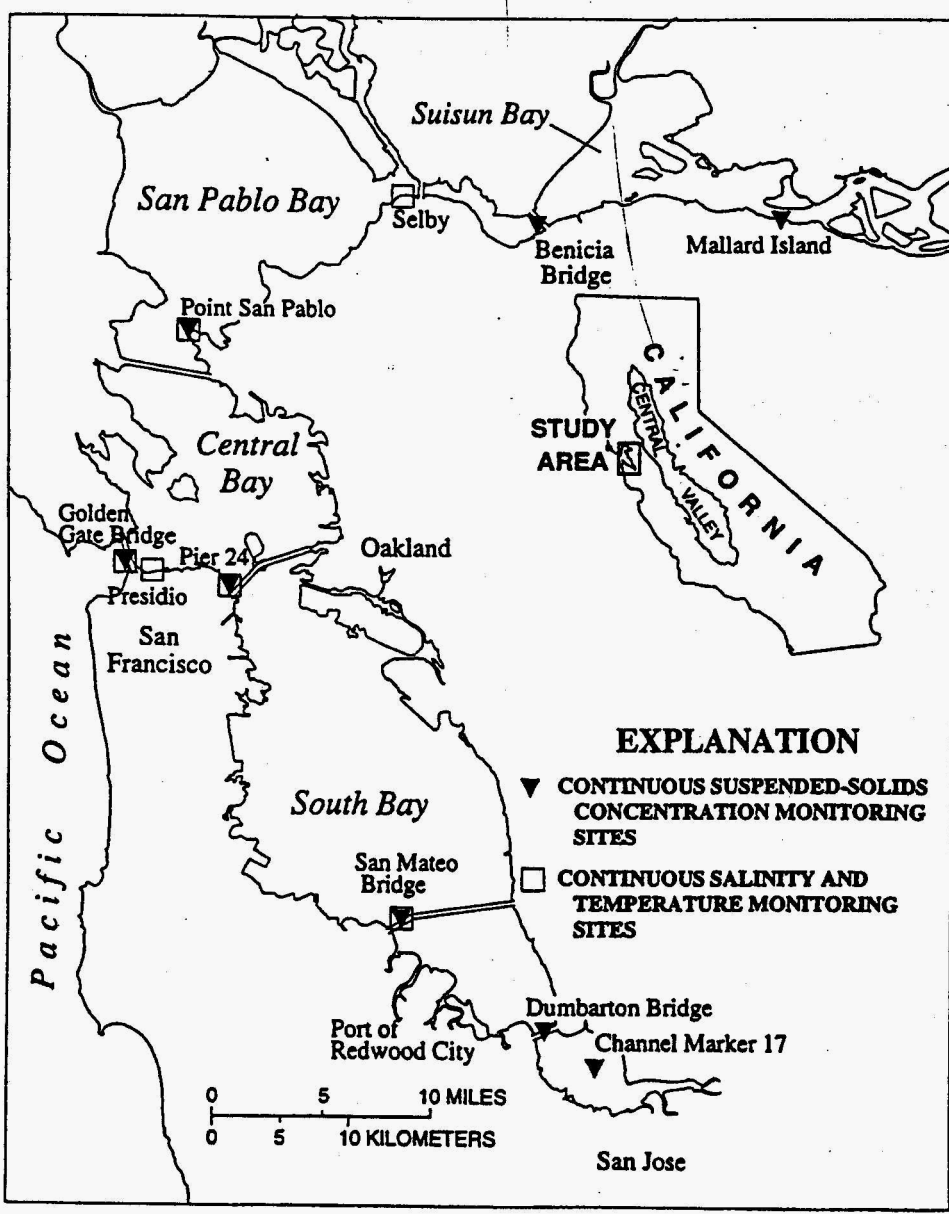 Suisun Bay
San Pablo Bay
Selby
Benicia
Bridge
Mallard Island
Point San Pablo
CALIFORNIA
CENTRAL
VALLEY
STUDY
AREA
Central
Bay
Golden
Gate Bridge
Pier 24
Oakland
Presidio
San
Francisco
Pacific Ocean
EXPLANATION
CONTINUOUS SUSPENDED-SOLIDS
CONCENTRATION MONITORING
SITES
South Bay
San Mateo
Bridge
CONTINUOUS SALINITY AND
TEMPERATURE MONITORING
SITES
Dumbarton Bridge
Port of
Redwood City
Channel Marker 17
0 5 10 MILES
0 5 10 KILOMETERS
San Jose